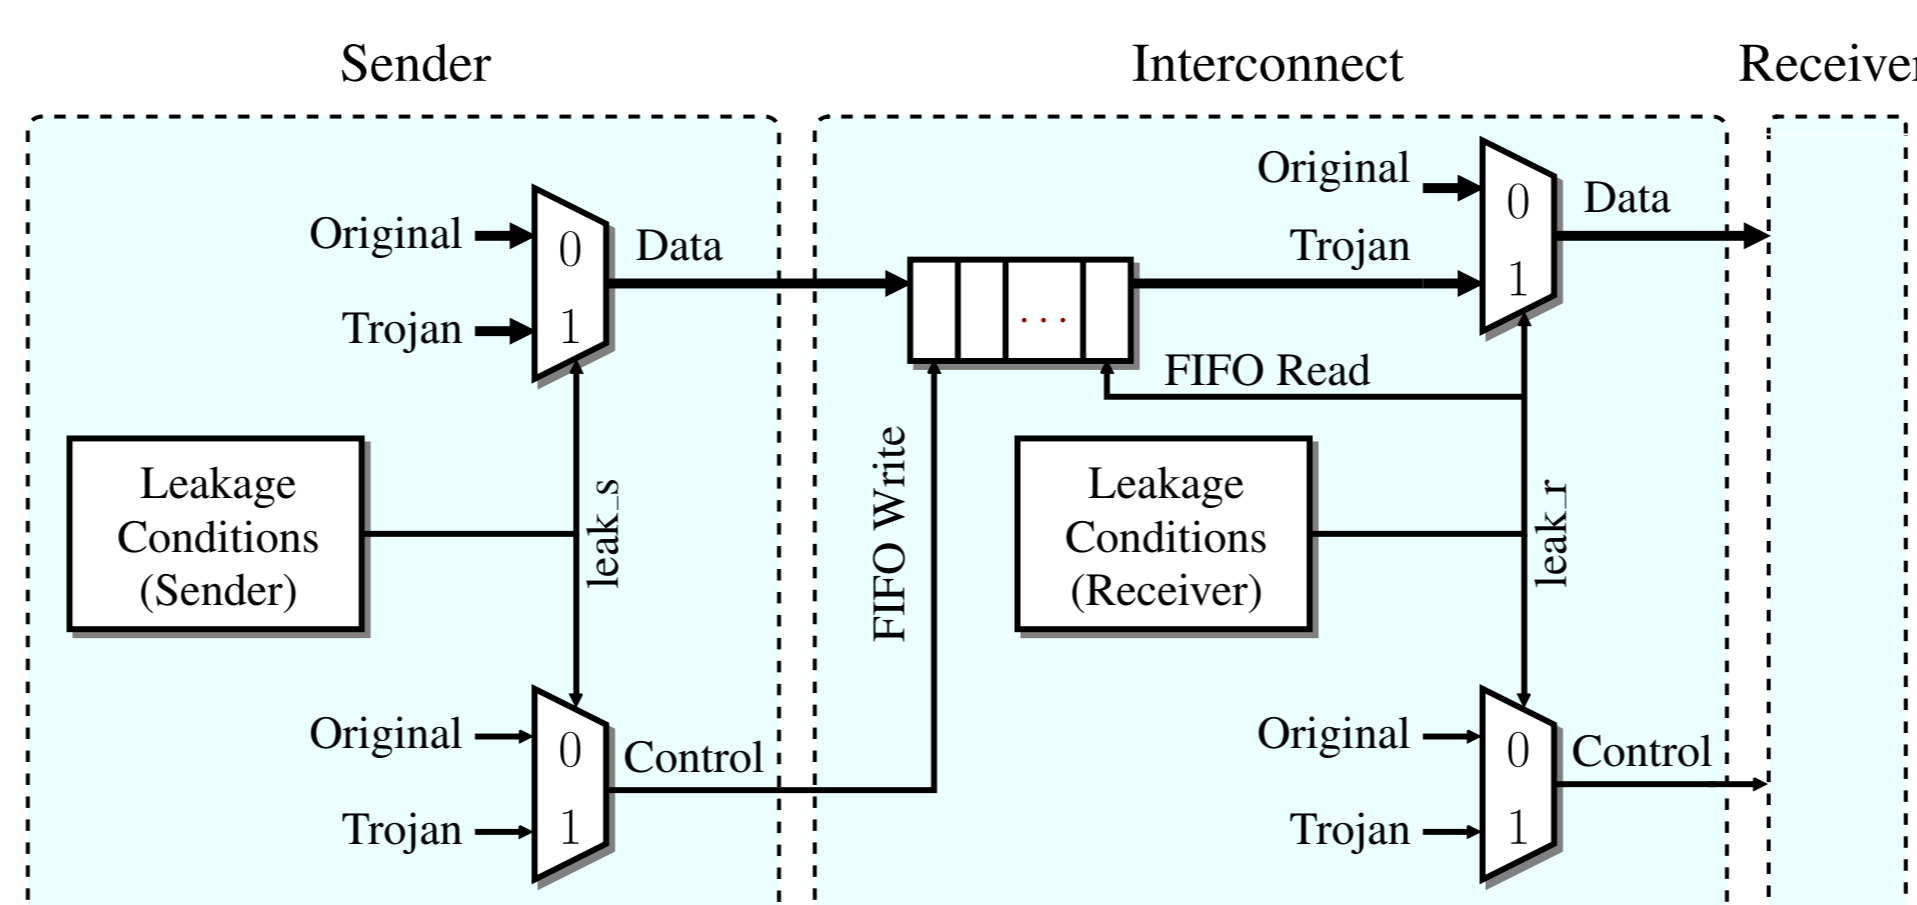 Sender
Interconnect
Receiver
Original
0
Data
Trojan
1
Leakage
Conditions
(Sender)
leak_s
Original
0
Control
Trojan
1
FIFO Write
...
Original
0
Data
Trojan
1
FIFO Read
Leakage
Conditions
(Receiver)
leak_r
Original
0
Control
Trojan
1